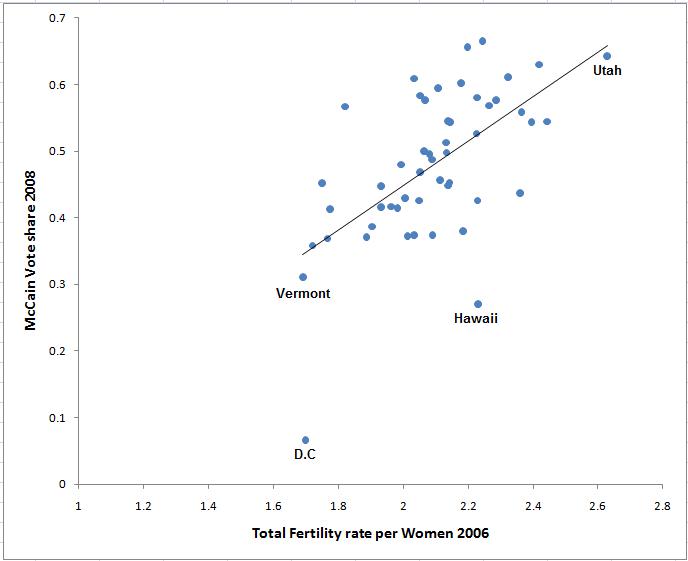 0.7
0.6
0.5
0.4
0.3
0.2
0.1
0
McCain Vote share 2008
Utah
Vermont
Hawaii
D.C
1 1.2 1.4 1.6 1.8 2 2.2 2.4 2.6 2.8
Total Fertility rate per Women 2006